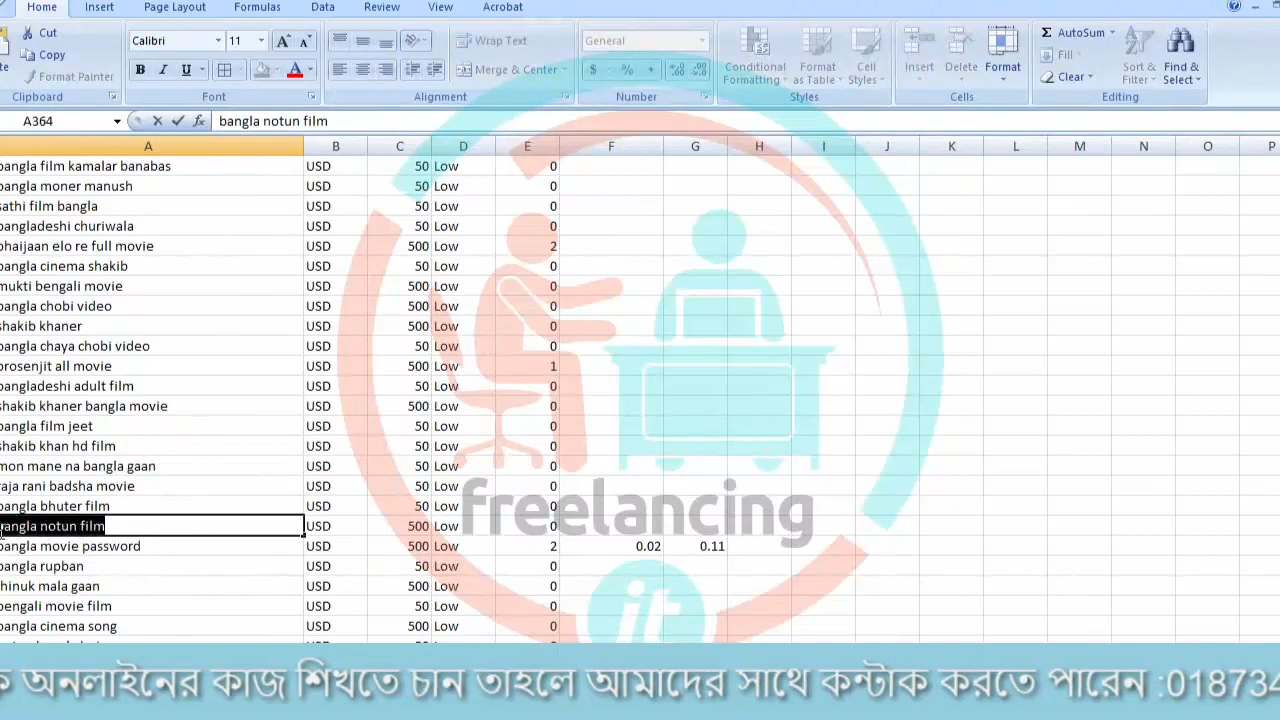 Home Insert Page Layout Formulas Data Review View Acrobat
Cut
Copy
Format Painter
Clipboard
Calibri 11
B I U
Font
Wrap Text
Merge & Center
Alignment
General
$ % ,
Number
Conditional Formatting
Format as Table
Cell Styles
Styles
Insert
Delete
Format
Cells
AutoSum
Fill
Clear
Sort & Filter
Find & Select
Editing
A364 fx bangla notun film
A B C D E F G H I J K L M N O P
bangla film kamalar banabas USD 50 Low 0
bangla moner manush USD 50 Low 0
sathi film bangla USD 50 Low 0
bangladeshi churiwala USD 50 Low 0
bhaijaan elo re full movie USD 500 Low 2
bangla cinema shakib USD 50 Low 0
mukti bengali movie USD 500 Low 0
bangla chobi video USD 500 Low 0
shakib khaner USD 500 Low 0
bangla chaya chobi video USD 50 Low 0
prosenjit all movie USD 500 Low 1
bangladeshi adult film USD 50 Low 0
shakib khaner bangla movie USD 500 Low 0
bangla film jeet USD 50 Low 0
shakib khan hd film USD 50 Low 0
mon mane na bangla gaan USD 50 Low 0
raja rani badsha movie USD 50 Low 0
bangla bhuter film USD 50 Low 0
bangla notun film USD 500 Low 0
bangla movie password USD 500 Low 2 0.02 0.11
bangla rupban USD 50 Low 0
jhinuk mala gaan USD 500 Low 0
bengali movie film USD 50 Low 0
bangla cinema song USD 500 Low 0
freelancing
it
ক অনলাইনের কাজ শিখতে চান তাহলে আমাদের সাথে কন্টাক করতে পারেন :018734